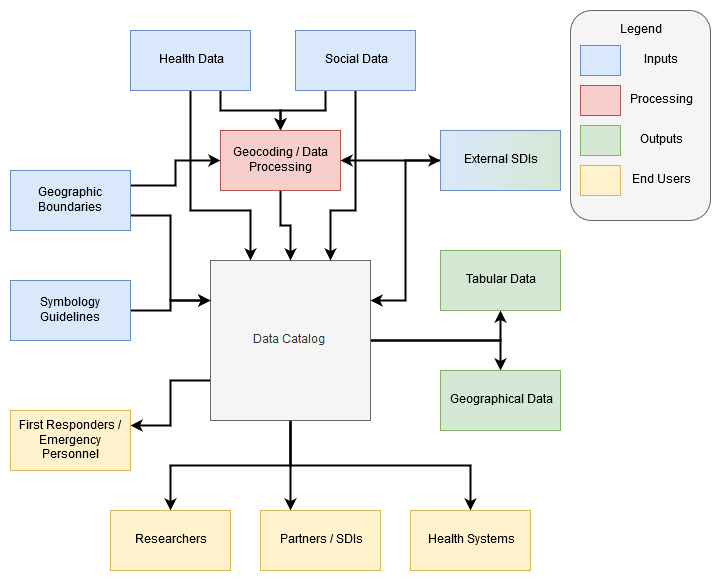 Health Data
Social Data
Legend
Inputs
Processing
Outputs
End Users
Geocoding / Data
Processing
External SDIs
Geographic
Boundaries
Symbology
Guidelines
Data Catalog
Tabular Data
Geographical Data
First Responders /
Emergency
Personnel
Researchers
Partners / SDIs
Health Systems